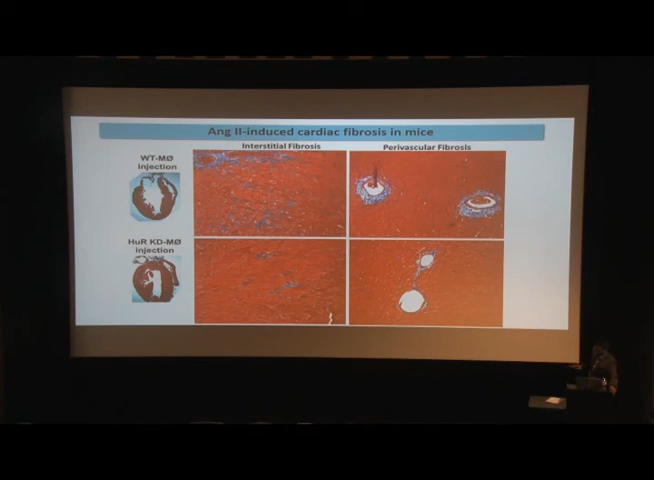 Ang II-induced cardiac fibrosis in mice
Interstitial Fibrosis
Perivascular Fibrosis
WT-MØ
injection
HuR KD-MØ
injection